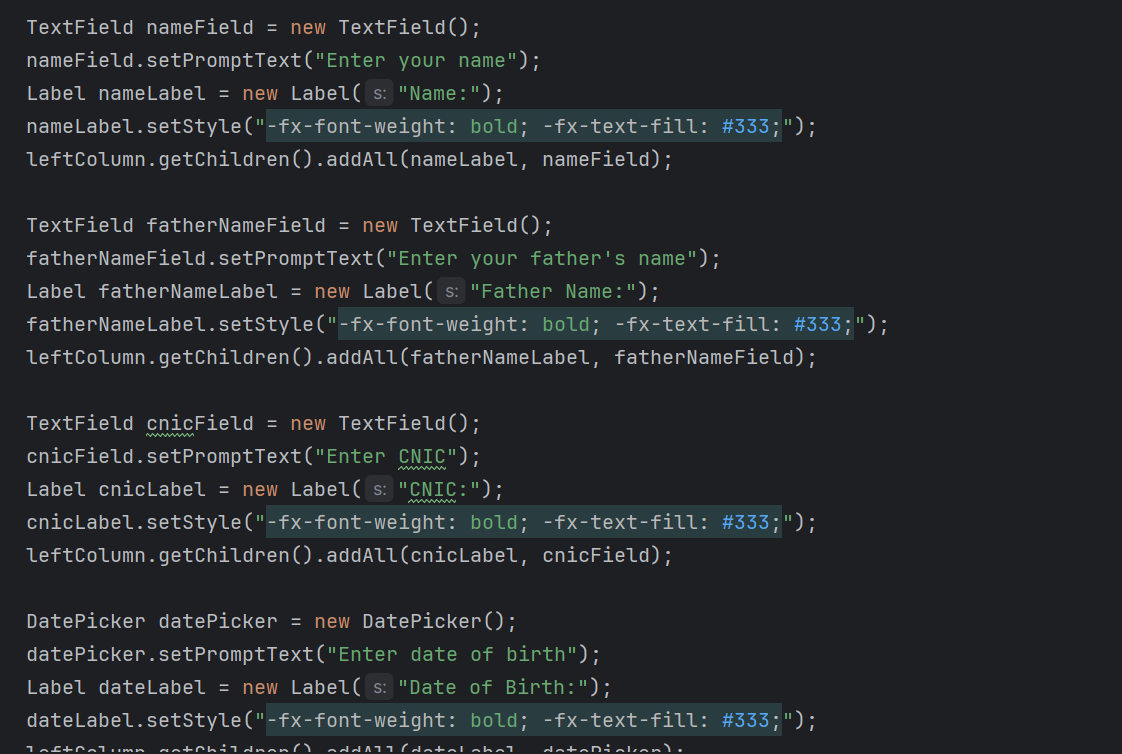 TextField nameField = new TextField();
nameField.setPromptText("Enter your name");
Label nameLabel = new Label( s: "Name:");
nameLabel.setStyle("-fx-font-weight: bold; -fx-text-fill: #333;");
leftColumn.getChildren().addAll(nameLabel, nameField);
TextField fatherNameField = new TextField();
fatherNameField.setPromptText("Enter your father's name");
Label fatherNameLabel = new Label( s: "Father Name:");
fatherNameLabel.setStyle("-fx-font-weight: bold; -fx-text-fill: #333;");
leftColumn.getChildren().addAll(fatherNameLabel, fatherNameField);
TextField cnicField = new TextField();
cnicField.setPromptText("Enter CNIC");
Label cnicLabel = new Label( s: "CNIC:");
cnicLabel.setStyle("-fx-font-weight: bold; -fx-text-fill: #333;");
leftColumn.getChildren().addAll(cnicLabel, cnicField);
DatePicker datePicker = new DatePicker();
datePicker.setPromptText("Enter date of birth");
Label dateLabel = new Label( s: "Date of Birth:");
dateLabel.setStyle("-fx-font-weight: bold; -fx-text-fill: #333;");
leftColumn.getChildren().addAll(dateLabel, datePicker);